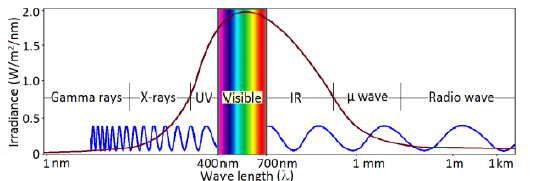 Irradiance (W/m²/nm)
2.0
1.5
1.0
0.5
0
Gamma rays X-rays UV Visible IR μ wave Radio wave
1 nm 400nm 700nm 1 mm 1m 1km
Wave length (λ)